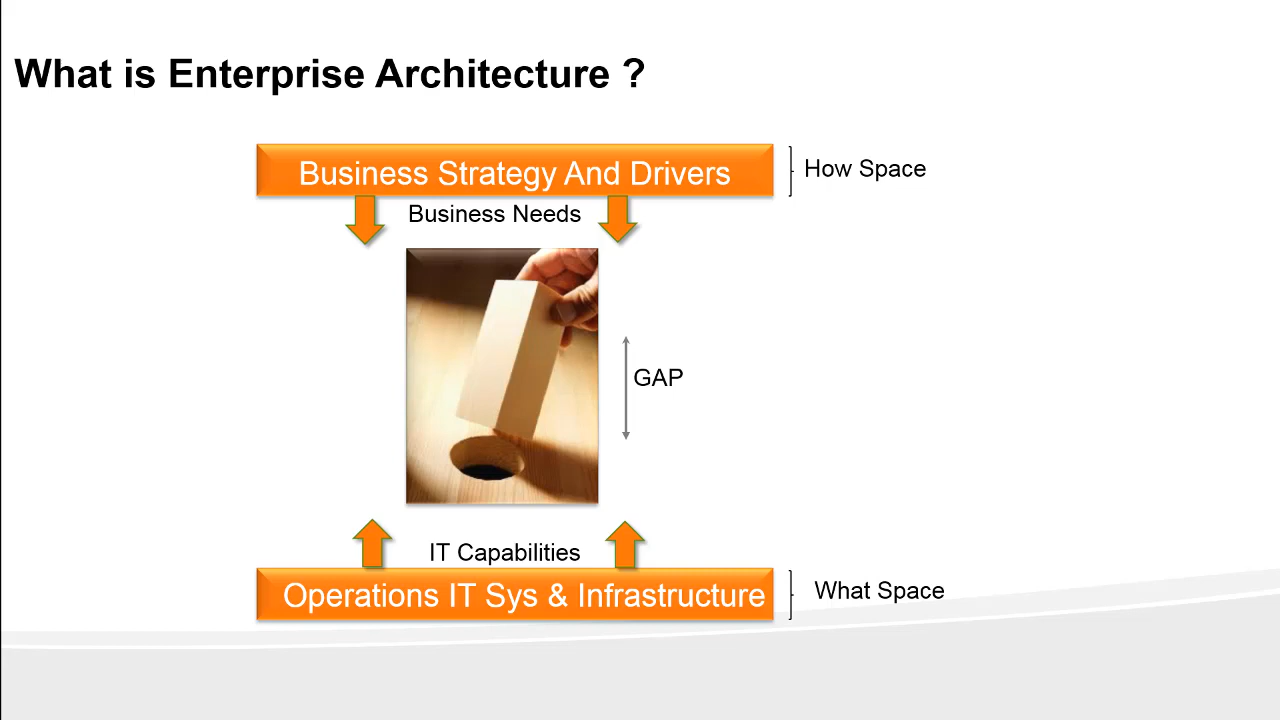 What is Enterprise Architecture ?
Business Strategy And Drivers
How Space
Business Needs
GAP
IT Capabilities
Operations IT Sys & Infrastructure
What Space